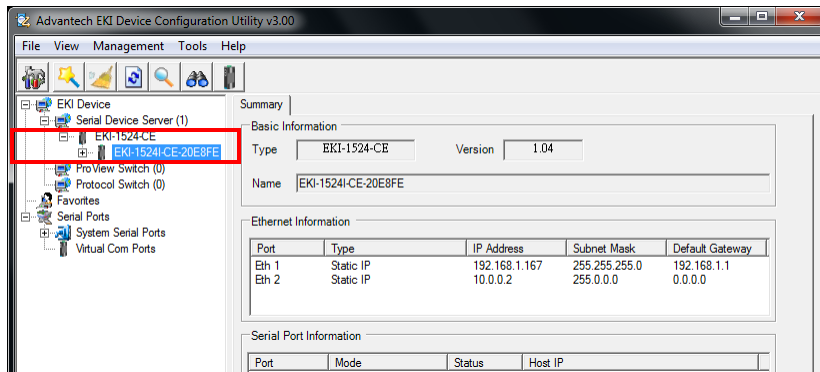 Advantech EKI Device Configuration Utility v3.00
File View Management Tools Help
EKI Device
Serial Device Server (1)
EKI-1524-CE
EKI-1524I-CE-20E8FE
ProView Switch (0)
Protocol Switch (0)
Favorites
Serial Ports
System Serial Ports
Virtual Com Ports
Summary
Basic Information
Type EKI-1524-CE Version 1.04
Name EKI-1524I-CE-20E8FE
Ethernet Information
Port Type IP Address Subnet Mask Default Gateway
Eth 1 Static IP 192.168.1.167 255.255.255.0 192.168.1.1
Eth 2 Static IP 10.0.0.2 255.0.0.0 0.0.0.0
Serial Port Information
Port Mode Status Host IP